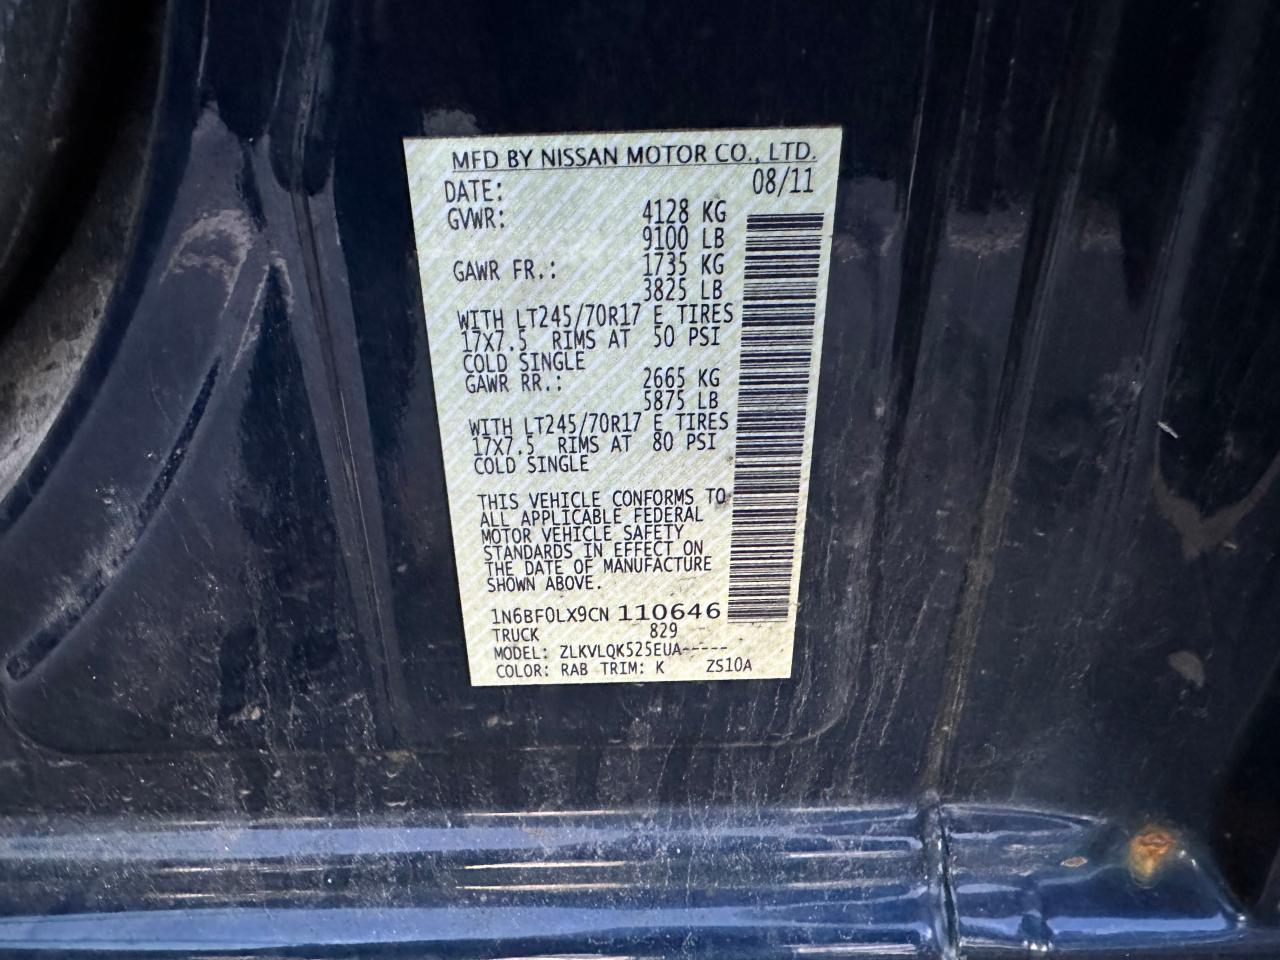 MFD BY NISSAN MOTOR CO., LTD.
DATE: 08/11
GVWR: 4128 KG
9100 LB
GAWR FR.: 1735 KG
3825 LB
WITH LT245/70R17 E TIRES
17X7.5 RIMS AT 50 PSI
COLD SINGLE
GAWR RR.: 2665 KG
5875 LB
WITH LT245/70R17 E TIRES
17X7.5 RIMS AT 80 PSI
COLD SINGLE
THIS VEHICLE CONFORMS TO
ALL APPLICABLE FEDERAL
MOTOR VEHICLE SAFETY
STANDARDS IN EFFECT ON
THE DATE OF MANUFACTURE
SHOWN ABOVE.
1N6BF0LX9CN 110646
TRUCK 829
MODEL: ZLKVLQK525EUA-----
COLOR: RAB TRIM: K ZS10A